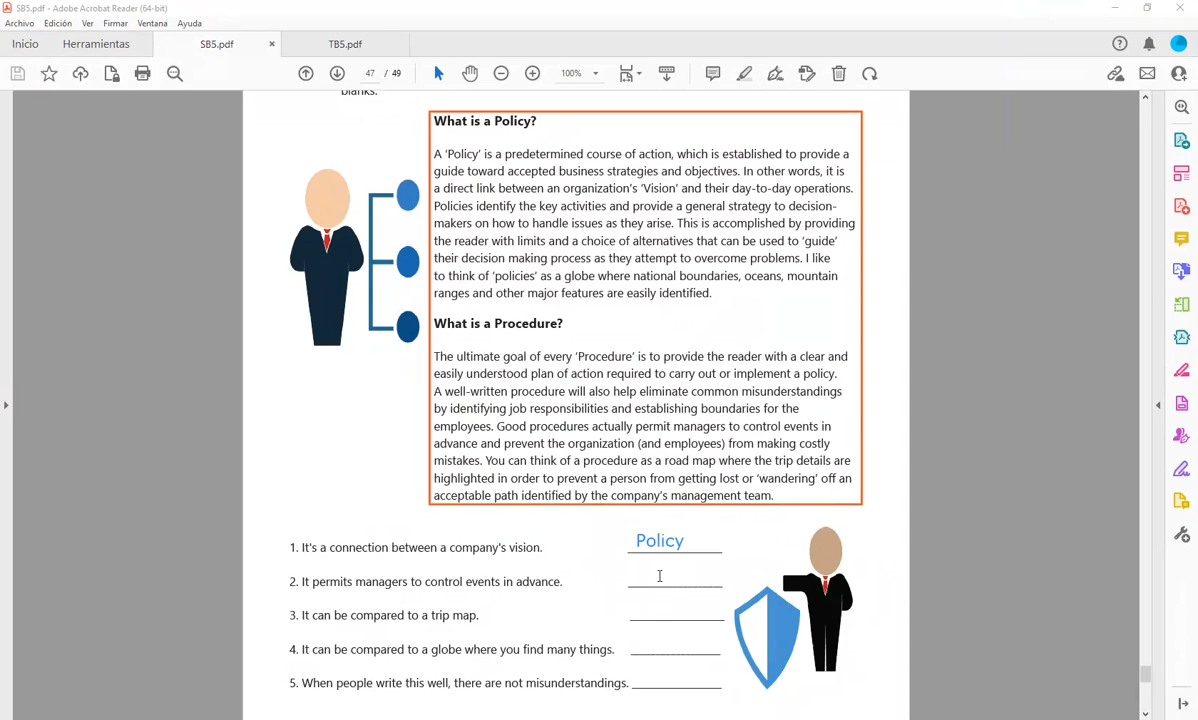 SB5.pdf - Adobe Acrobat Reader (64-bit)
Archivo Edición Ver Firmar Ventana Ayuda
Inicio Herramientas SB5.pdf × TB5.pdf
47 / 49 100%
blanks.
What is a Policy?
A ‘Policy’ is a predetermined course of action, which is established to provide a
guide toward accepted business strategies and objectives. In other words, it is
a direct link between an organization’s ‘Vision’ and their day-to-day operations.
Policies identify the key activities and provide a general strategy to decision-
makers on how to handle issues as they arise. This is accomplished by providing
the reader with limits and a choice of alternatives that can be used to ‘guide’
their decision making process as they attempt to overcome problems. I like
to think of ‘policies’ as a globe where national boundaries, oceans, mountain
ranges and other major features are easily identified.
What is a Procedure?
The ultimate goal of every ‘Procedure’ is to provide the reader with a clear and
easily understood plan of action required to carry out or implement a policy.
A well-written procedure will also help eliminate common misunderstandings
by identifying job responsibilities and establishing boundaries for the
employees. Good procedures actually permit managers to control events in
advance and prevent the organization (and employees) from making costly
mistakes. You can think of a procedure as a road map where the trip details are
highlighted in order to prevent a person from getting lost or ‘wandering’ off an
acceptable path identified by the company’s management team.
1. It's a connection between a company's vision. Policy
2. It permits managers to control events in advance.
3. It can be compared to a trip map.
4. It can be compared to a globe where you find many things.
5. When people write this well, there are not misunderstandings.